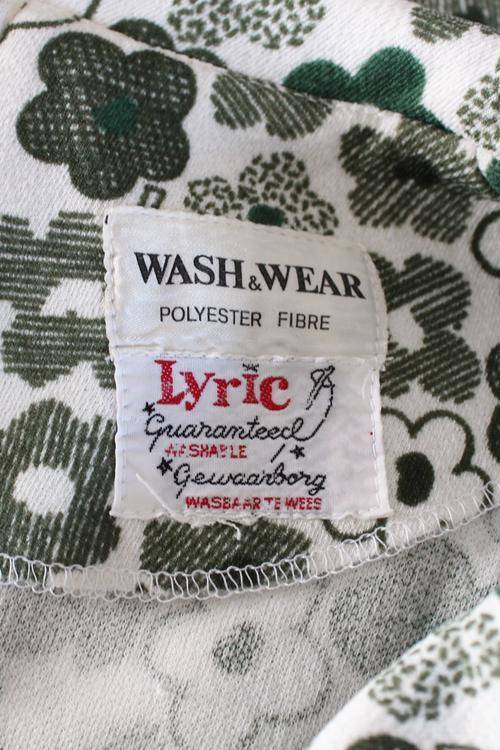 WASH&WEAR
POLYESTER FIBRE
Lyric
Guaranteed
WASHABLE
Gewaarborg
WASBAAR TE WEES